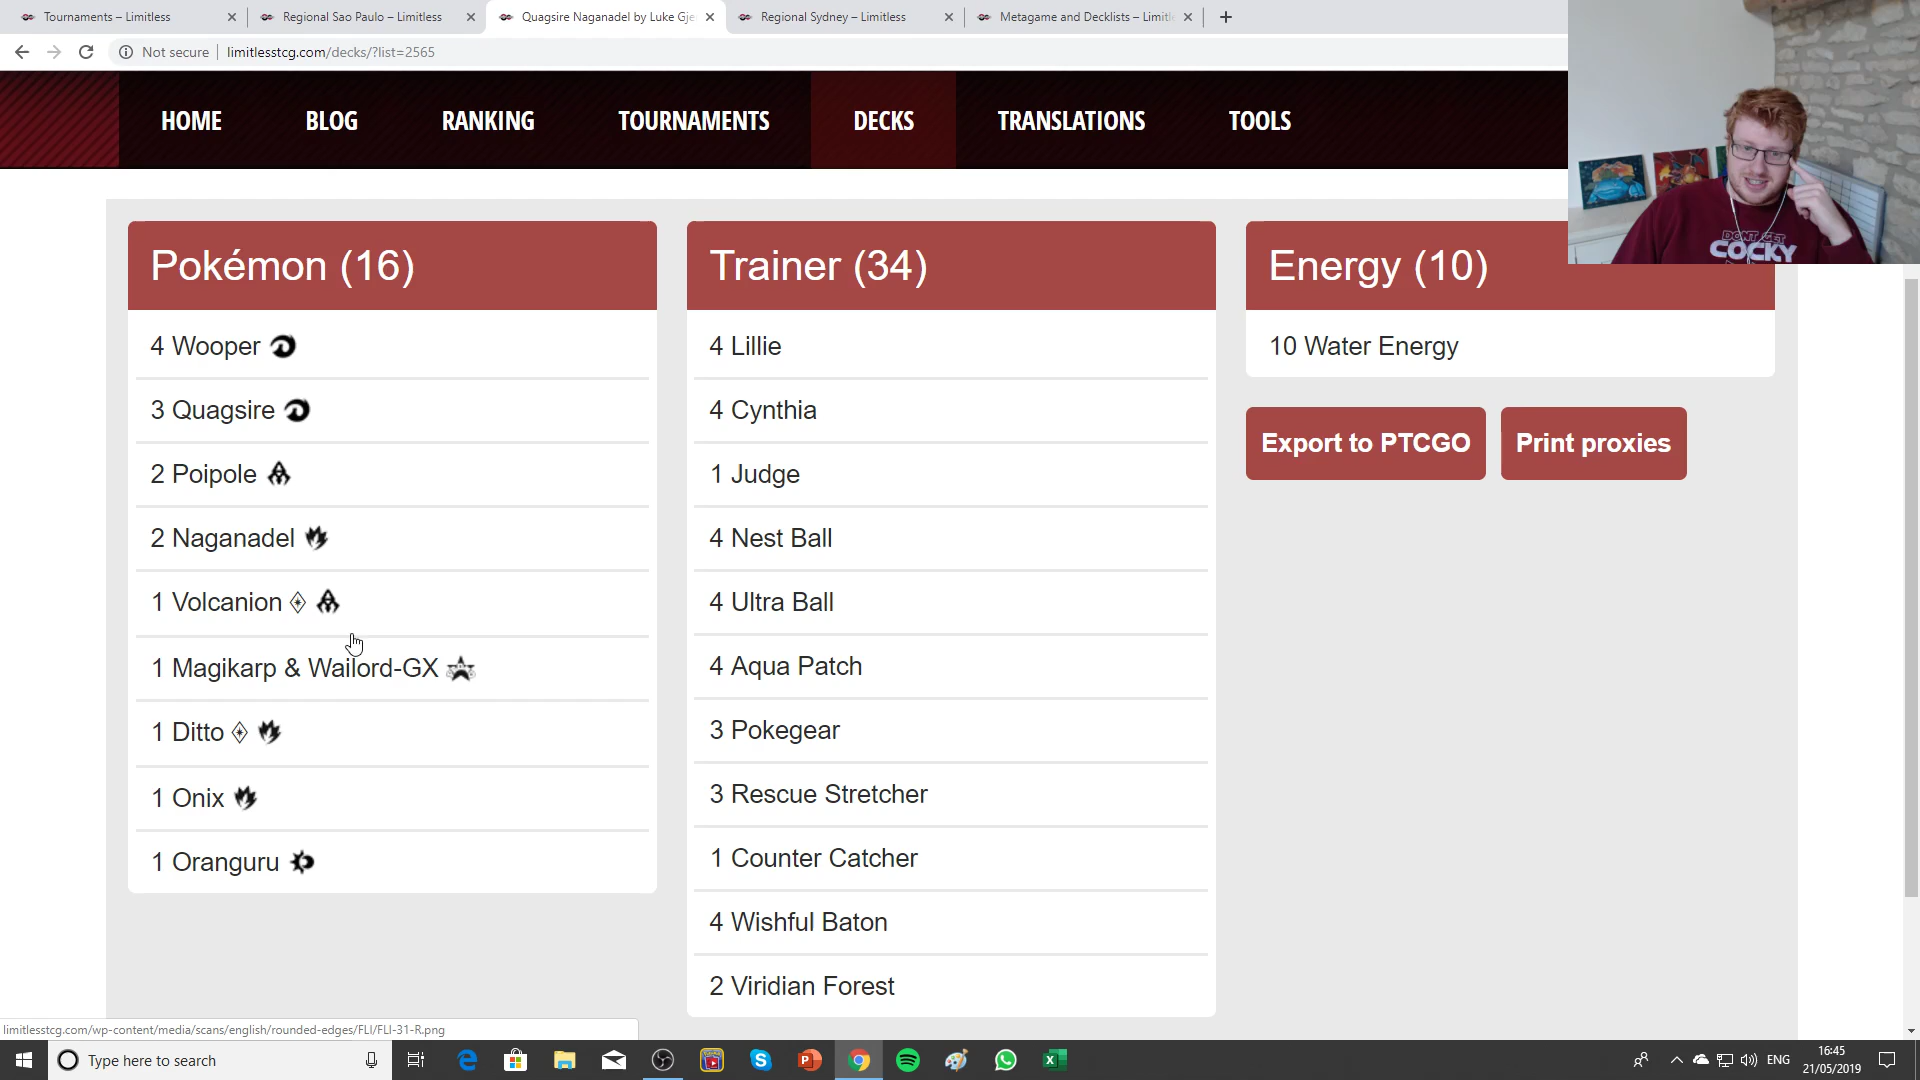 Tournaments – Limitless
Regional Sao Paulo – Limitless
Quagsire Naganadel by Luke Gje
Regional Sydney – Limitless
Metagame and Decklists – Limitl
Not secure
limitlesstcg.com/decks/?list=2565
HOME
BLOG
RANKING
TOURNAMENTS
DECKS
TRANSLATIONS
TOOLS
DON'T GET
COCKY
Pokémon (16)
4 Wooper
3 Quagsire
2 Poipole
2 Naganadel
1 Volcanion
1 Magikarp & Wailord-GX
1 Ditto
1 Onix
1 Oranguru
Trainer (34)
4 Lillie
4 Cynthia
1 Judge
4 Nest Ball
4 Ultra Ball
4 Aqua Patch
3 Pokegear
3 Rescue Stretcher
1 Counter Catcher
4 Wishful Baton
2 Viridian Forest
Energy (10)
10 Water Energy
Export to PTCGO
Print proxies
limitlesstcg.com/wp-content/media/scans/english/rounded-edges/FLI/FLI-31-R.png
Type here to search
ENG
16:45
21/05/2019